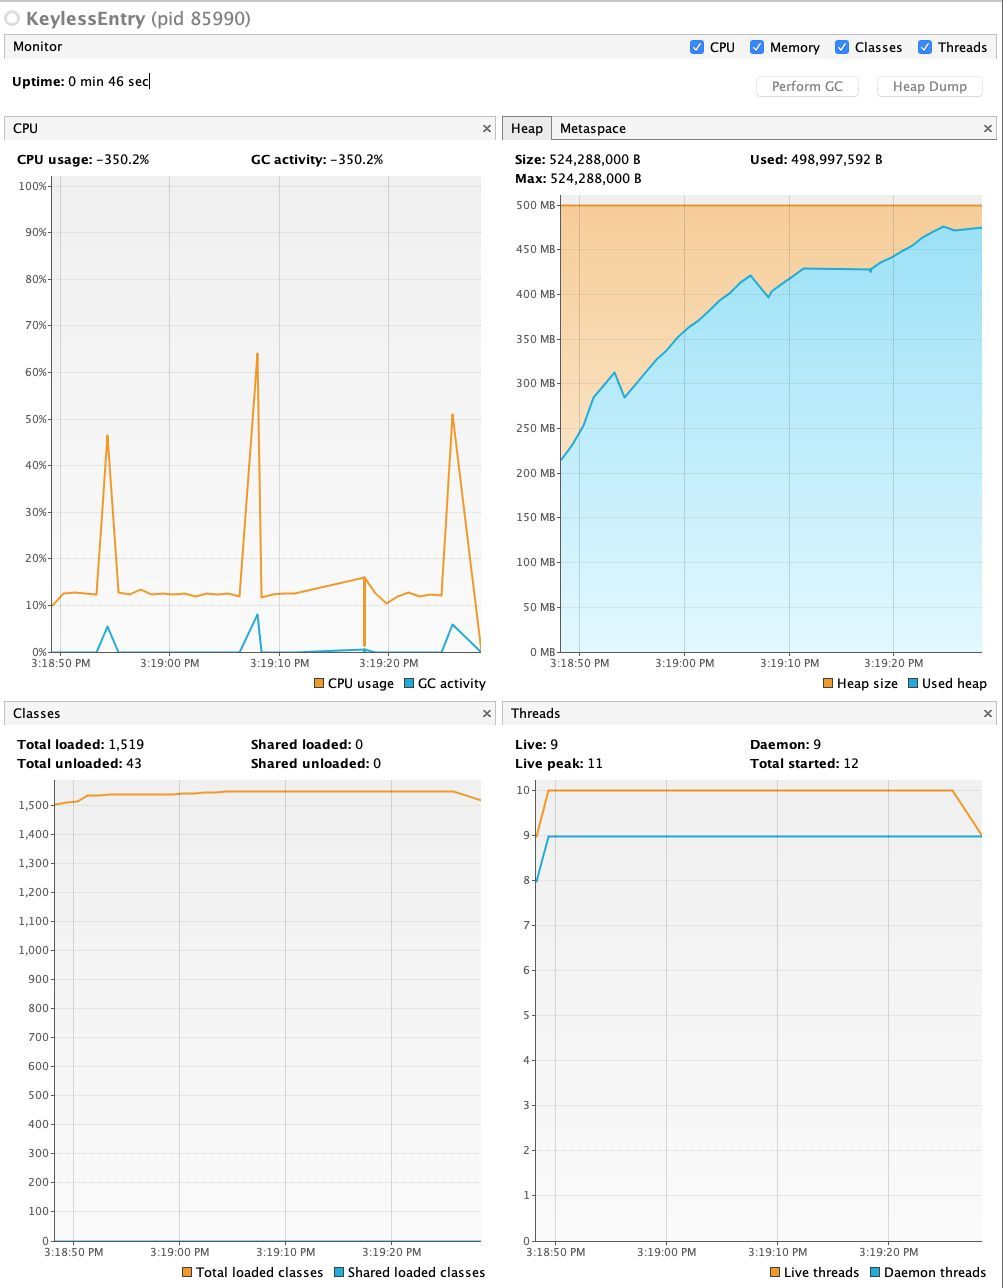 KeylessEntry (pid 85990)
Monitor
CPU Memory Classes Threads
Uptime: 0 min 46 sec
Perform GC Heap Dump
CPU
CPU usage: -350.2% GC activity: -350.2%
100%
90%
80%
70%
60%
50%
40%
30%
20%
10%
0%
3:18:50 PM 3:19:00 PM 3:19:10 PM 3:19:20 PM
CPU usage GC activity
Heap Metaspace
Size: 524,288,000 B Used: 498,997,592 B
Max: 524,288,000 B
500 MB
450 MB
400 MB
350 MB
300 MB
250 MB
200 MB
150 MB
100 MB
50 MB
0 MB
3:18:50 PM 3:19:00 PM 3:19:10 PM 3:19:20 PM
Heap size Used heap
Classes
Total loaded: 1,519 Shared loaded: 0
Total unloaded: 43 Shared unloaded: 0
1,500
1,400
1,300
1,200
1,100
1,000
900
800
700
600
500
400
300
200
100
0
3:18:50 PM 3:19:00 PM 3:19:10 PM 3:19:20 PM
Total loaded classes Shared loaded classes
Threads
Live: 9 Daemon: 9
Live peak: 11 Total started: 12
10
9
8
7
6
5
4
3
2
1
0
3:18:50 PM 3:19:00 PM 3:19:10 PM 3:19:20 PM
Live threads Daemon threads